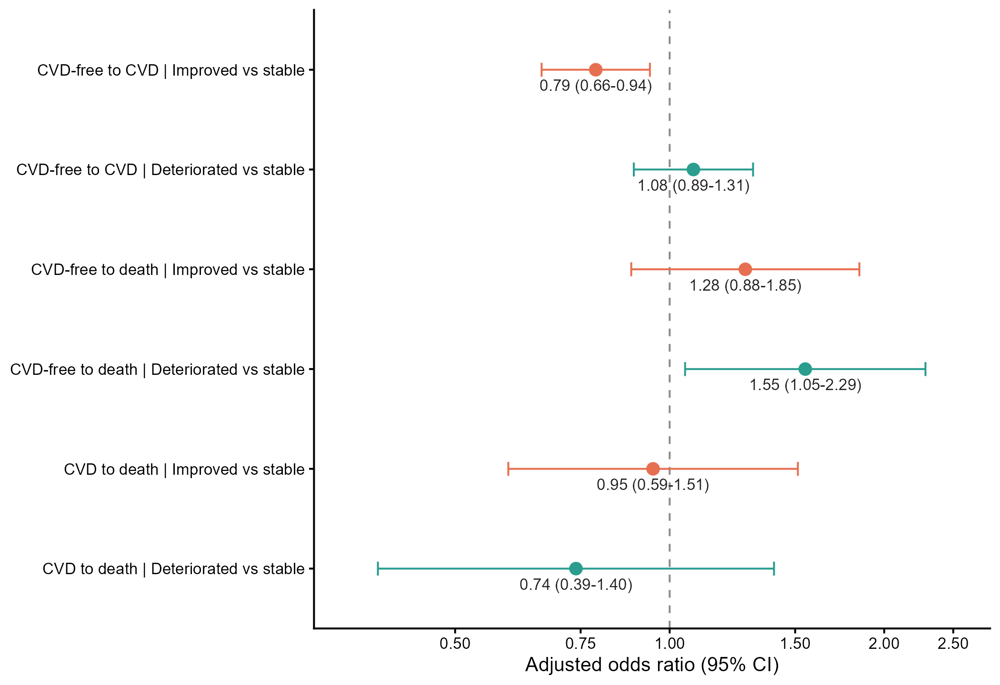 CVD-free to CVD | Improved vs stable
0.79 (0.66-0.94)
CVD-free to CVD | Deteriorated vs stable
1.08 (0.89-1.31)
CVD-free to death | Improved vs stable
1.28 (0.88-1.85)
CVD-free to death | Deteriorated vs stable
1.55 (1.05-2.29)
CVD to death | Improved vs stable
0.95 (0.59-1.51)
CVD to death | Deteriorated vs stable
0.74 (0.39-1.40)
0.50 0.75 1.00 1.50 2.00 2.50
Adjusted odds ratio (95% CI)